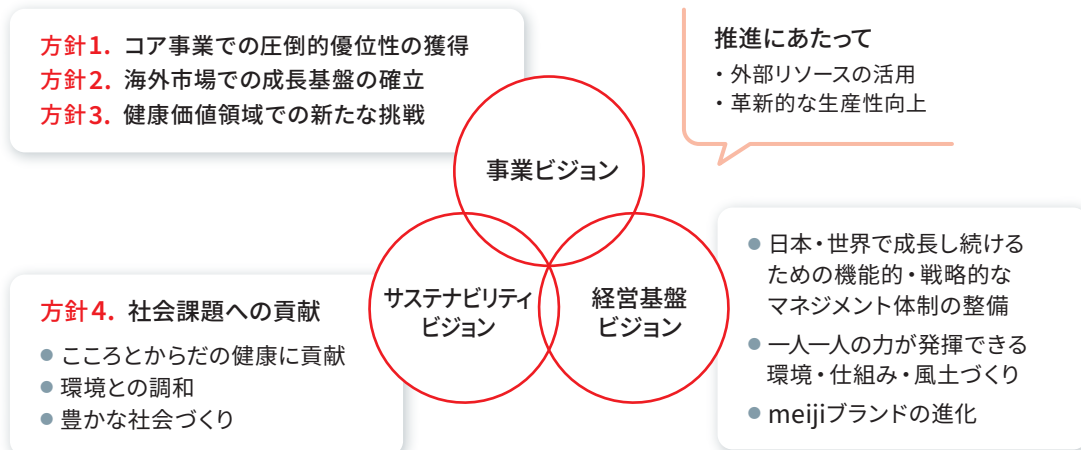 方針1. コア事業での圧倒的優位性の獲得
方針2. 海外市場での成長基盤の確立
方針3. 健康価値領域での新たな挑戦
推進にあたって
・外部リソースの活用
・革新的な生産性向上
事業ビジョン
サステナビリティ
ビジョン
経営基盤
ビジョン
方針4. 社会課題への貢献
● こころとからだの健康に貢献
● 環境との調和
● 豊かな社会づくり
● 日本・世界で成長し続ける
ための機能的・戦略的な
マネジメント体制の整備
● 一人一人の力が発揮できる
環境・仕組み・風土づくり
● meijiブランドの進化